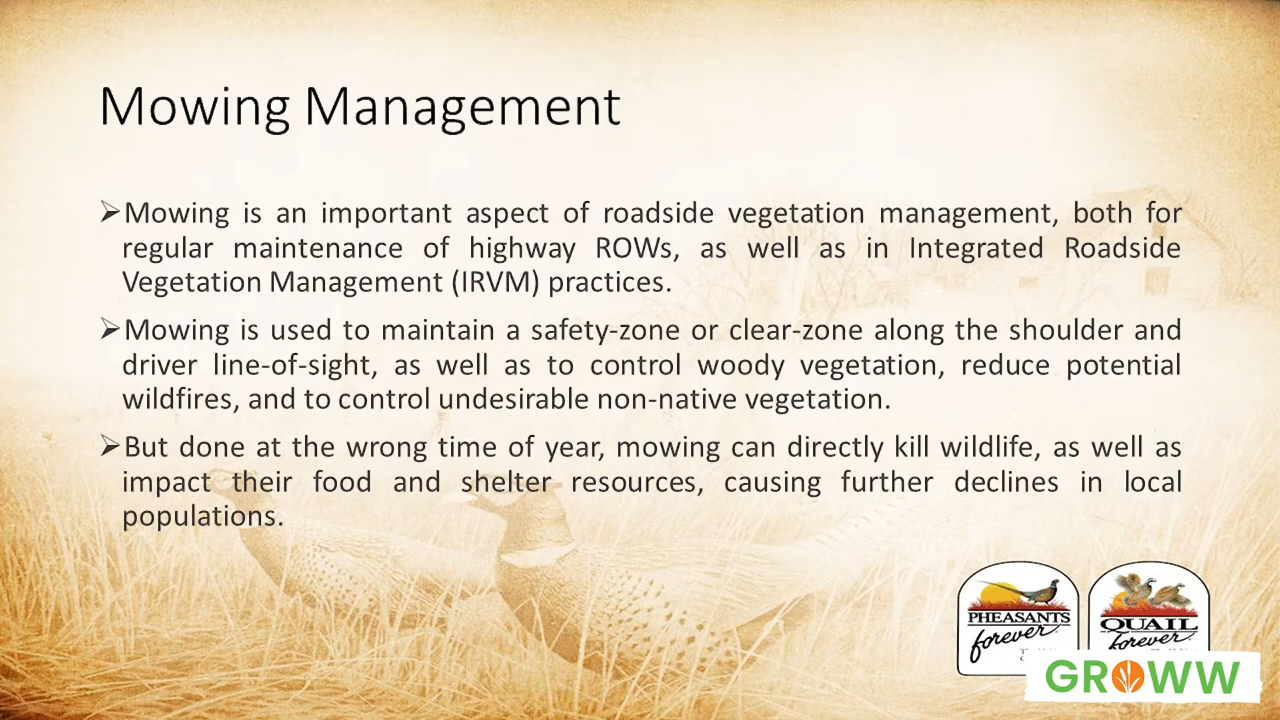 Mowing Management
➢Mowing is an important aspect of roadside vegetation management, both for
regular maintenance of highway ROWs, as well as in Integrated Roadside
Vegetation Management (IRVM) practices.
➢Mowing is used to maintain a safety-zone or clear-zone along the shoulder and
driver line-of-sight, as well as to control woody vegetation, reduce potential
wildfires, and to control undesirable non-native vegetation.
➢But done at the wrong time of year, mowing can directly kill wildlife, as well as
impact their food and shelter resources, causing further declines in local
populations.
PHEASANTS
forever
QUAIL
forever
GROWW